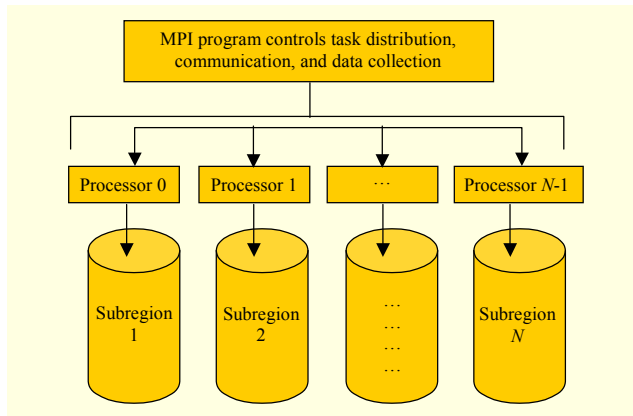 MPI program controls task distribution,
communication, and data collection
Processor 0
Processor 1
…
Processor N-1
Subregion
1
Subregion
2
…
…
…
…
Subregion
N